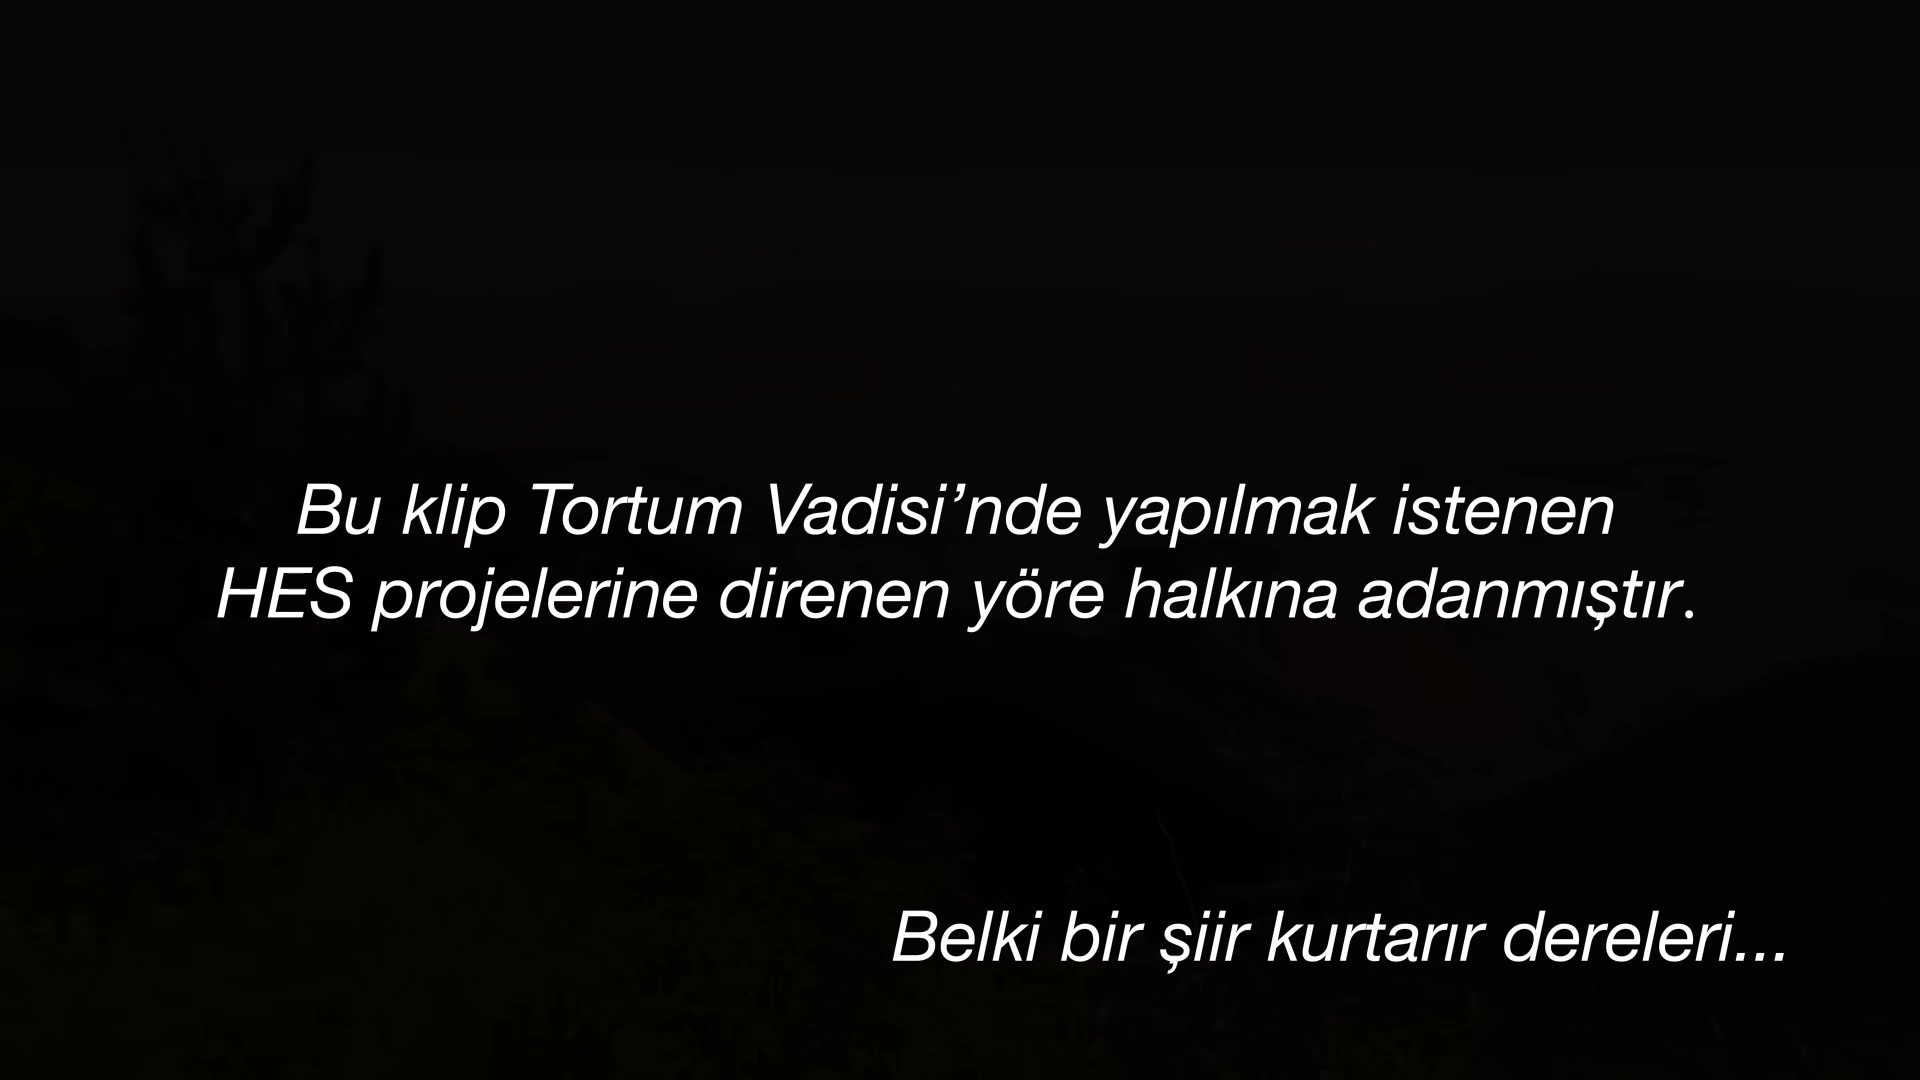 Bu klip Tortum Vadisi’nde yapılmak istenen
HES projelerine direnen yöre halkına adanmıştır.
Belki bir şiir kurtarır dereleri...